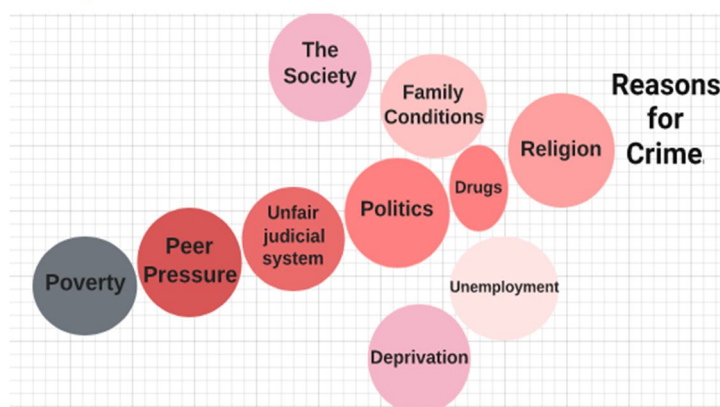 The
Society
Family
Conditions
Reasons
for
Crime
Religion
Drugs
Politics
Unfair
judicial
system
Peer
Pressure
Poverty
Unemployment
Deprivation